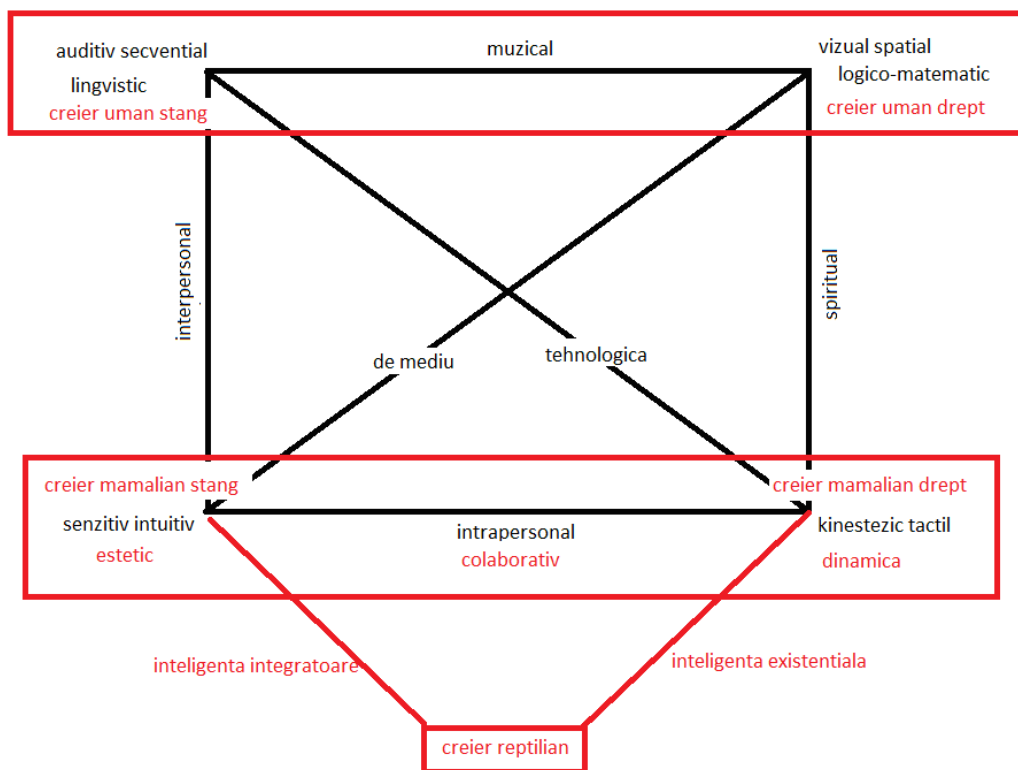 auditiv secvential
muzical
vizual spatial
lingvistic
logico-matematic
creier uman stang
creier uman drept
interpersonal
spiritual
de mediu
tehnologica
creier mamalian stang
creier mamalian drept
senzitiv intuitiv
intrapersonal
kinestezic tactil
estetic
colaborativ
dinamica
inteligenta integratoare
inteligenta existentiala
creier reptilian